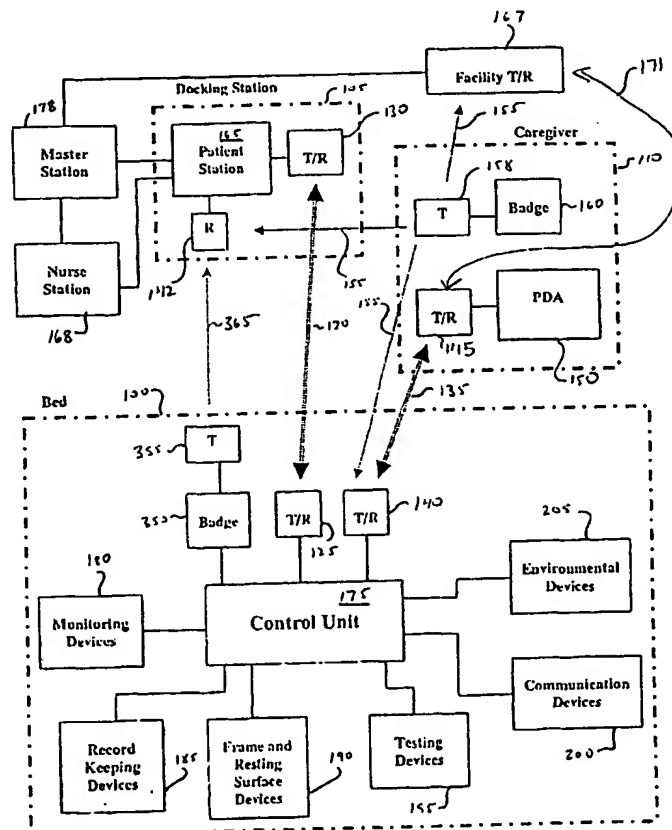 167
171
Facility T/R
Docking Station
105
178
165
130
155
Caregiver
110
Master
Station
Patient
Station
T/R
158
T
Badge
160
R
155
142
Nurse
Station
168
365
170
155
T/R
1145
PDA
150
135
Bed
100
T
355
350
Badge
T/R
125
T/R
140
205
Environmental
Devices
180
Monitoring
Devices
175
Control Unit
Communication
Devices
200
Record
Keeping
Devices
185
Frame and
Resting
Surface
Devices
190
Testing
Devices
195